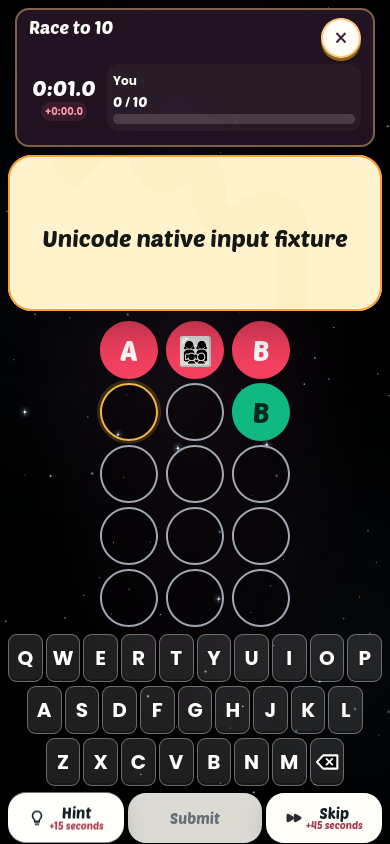 Race to 10
×
0:01.0
+0:00.0
You
0 / 10
Unicode native input fixture
A 👨‍👩‍👧‍👦 B
B
Q W E R T Y U I O P
A S D F G H J K L
Z X C V B N M
Hint
+15 seconds
Submit
Skip
+45 seconds